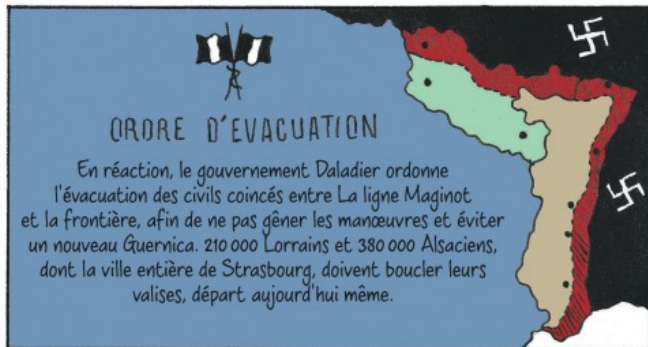 ORDRE D'EVACUATION
En réaction, le gouvernement Daladier ordonne
l'évacuation des civils coincés entre La ligne Maginot
et la frontière, afin de ne pas gêner les manœuvres et éviter
un nouveau Guernica. 210 000 Lorrains et 380 000 Alsaciens,
dont la ville entière de Strasbourg, doivent boucler leurs
valises, départ aujourd'hui même.